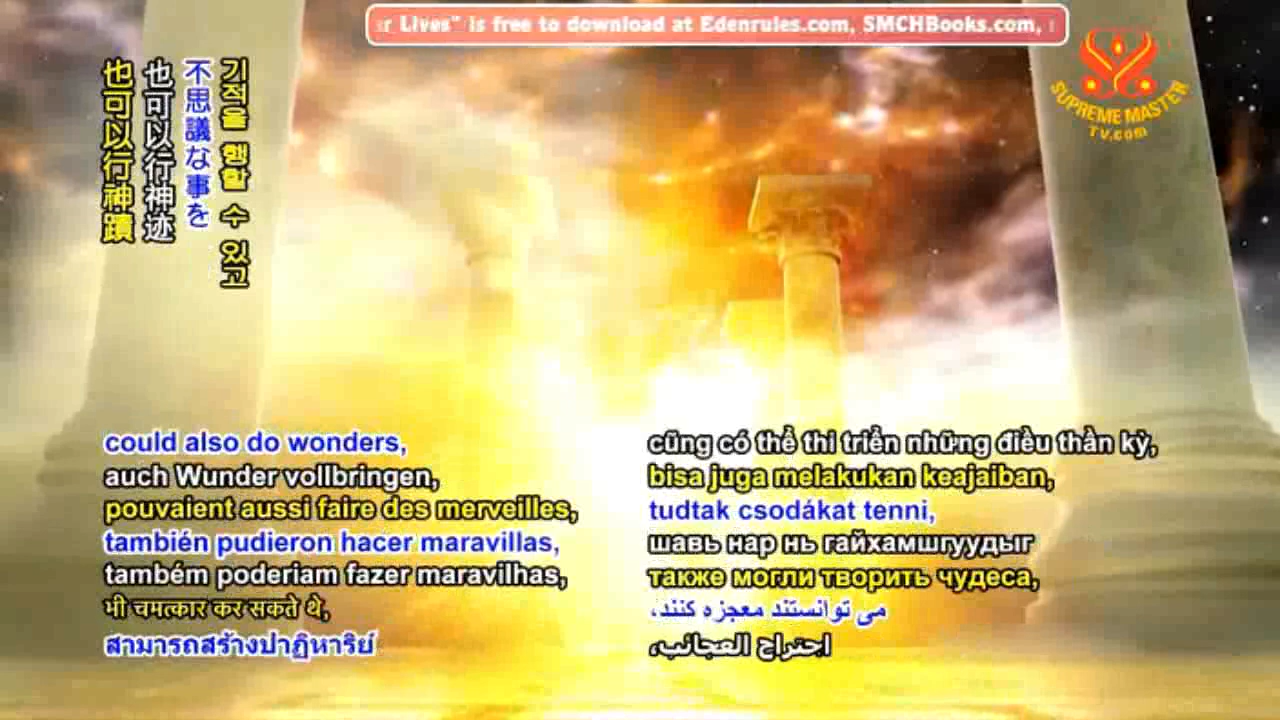 r Lives" is free to download at Edenrules.com, SMCHBooks.com,
SUPREME MASTER
TV.com
기적을 행할 수 있고
不思議な事を
也可以行神迹
也可以行神蹟
could also do wonders,
auch Wunder vollbringen,
pouvaient aussi faire des merveilles,
también pudieron hacer maravillas,
também poderiam fazer maravilhas,
भी चमत्कार कर सकते थे,
สามารถสร้างปาฏิหาริย์
cũng có thể thi triển những điều thần kỳ,
bisa juga melakukan keajaiban,
tudtak csodákat tenni,
шавь нар нь гайхамшгуудыг
также могли творить чудеса,
می توانستند معجزه کنند،
اجتراح العجائب،